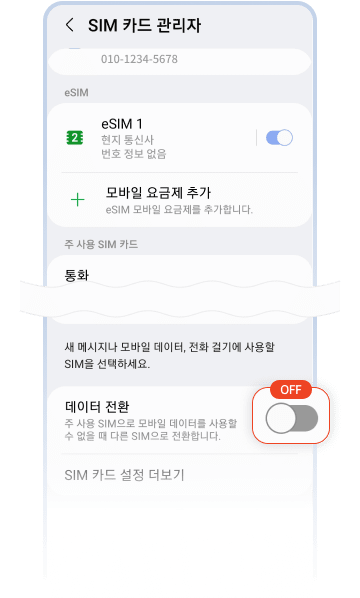 SIM 카드 관리자
010-1234-5678
eSIM
eSIM 1
2
현지 통신사
번호 정보 없음
모바일 요금제 추가
eSIM 모바일 요금제를 추가합니다.
주 사용 SIM 카드
통화
새 메시지나 모바일 데이터, 전화 걸기에 사용할
SIM을 선택하세요.
OFF
데이터 전환
주 사용 SIM으로 모바일 데이터를 사용할
수 없을 때 다른 SIM으로 전환합니다.
SIM 카드 설정 더보기